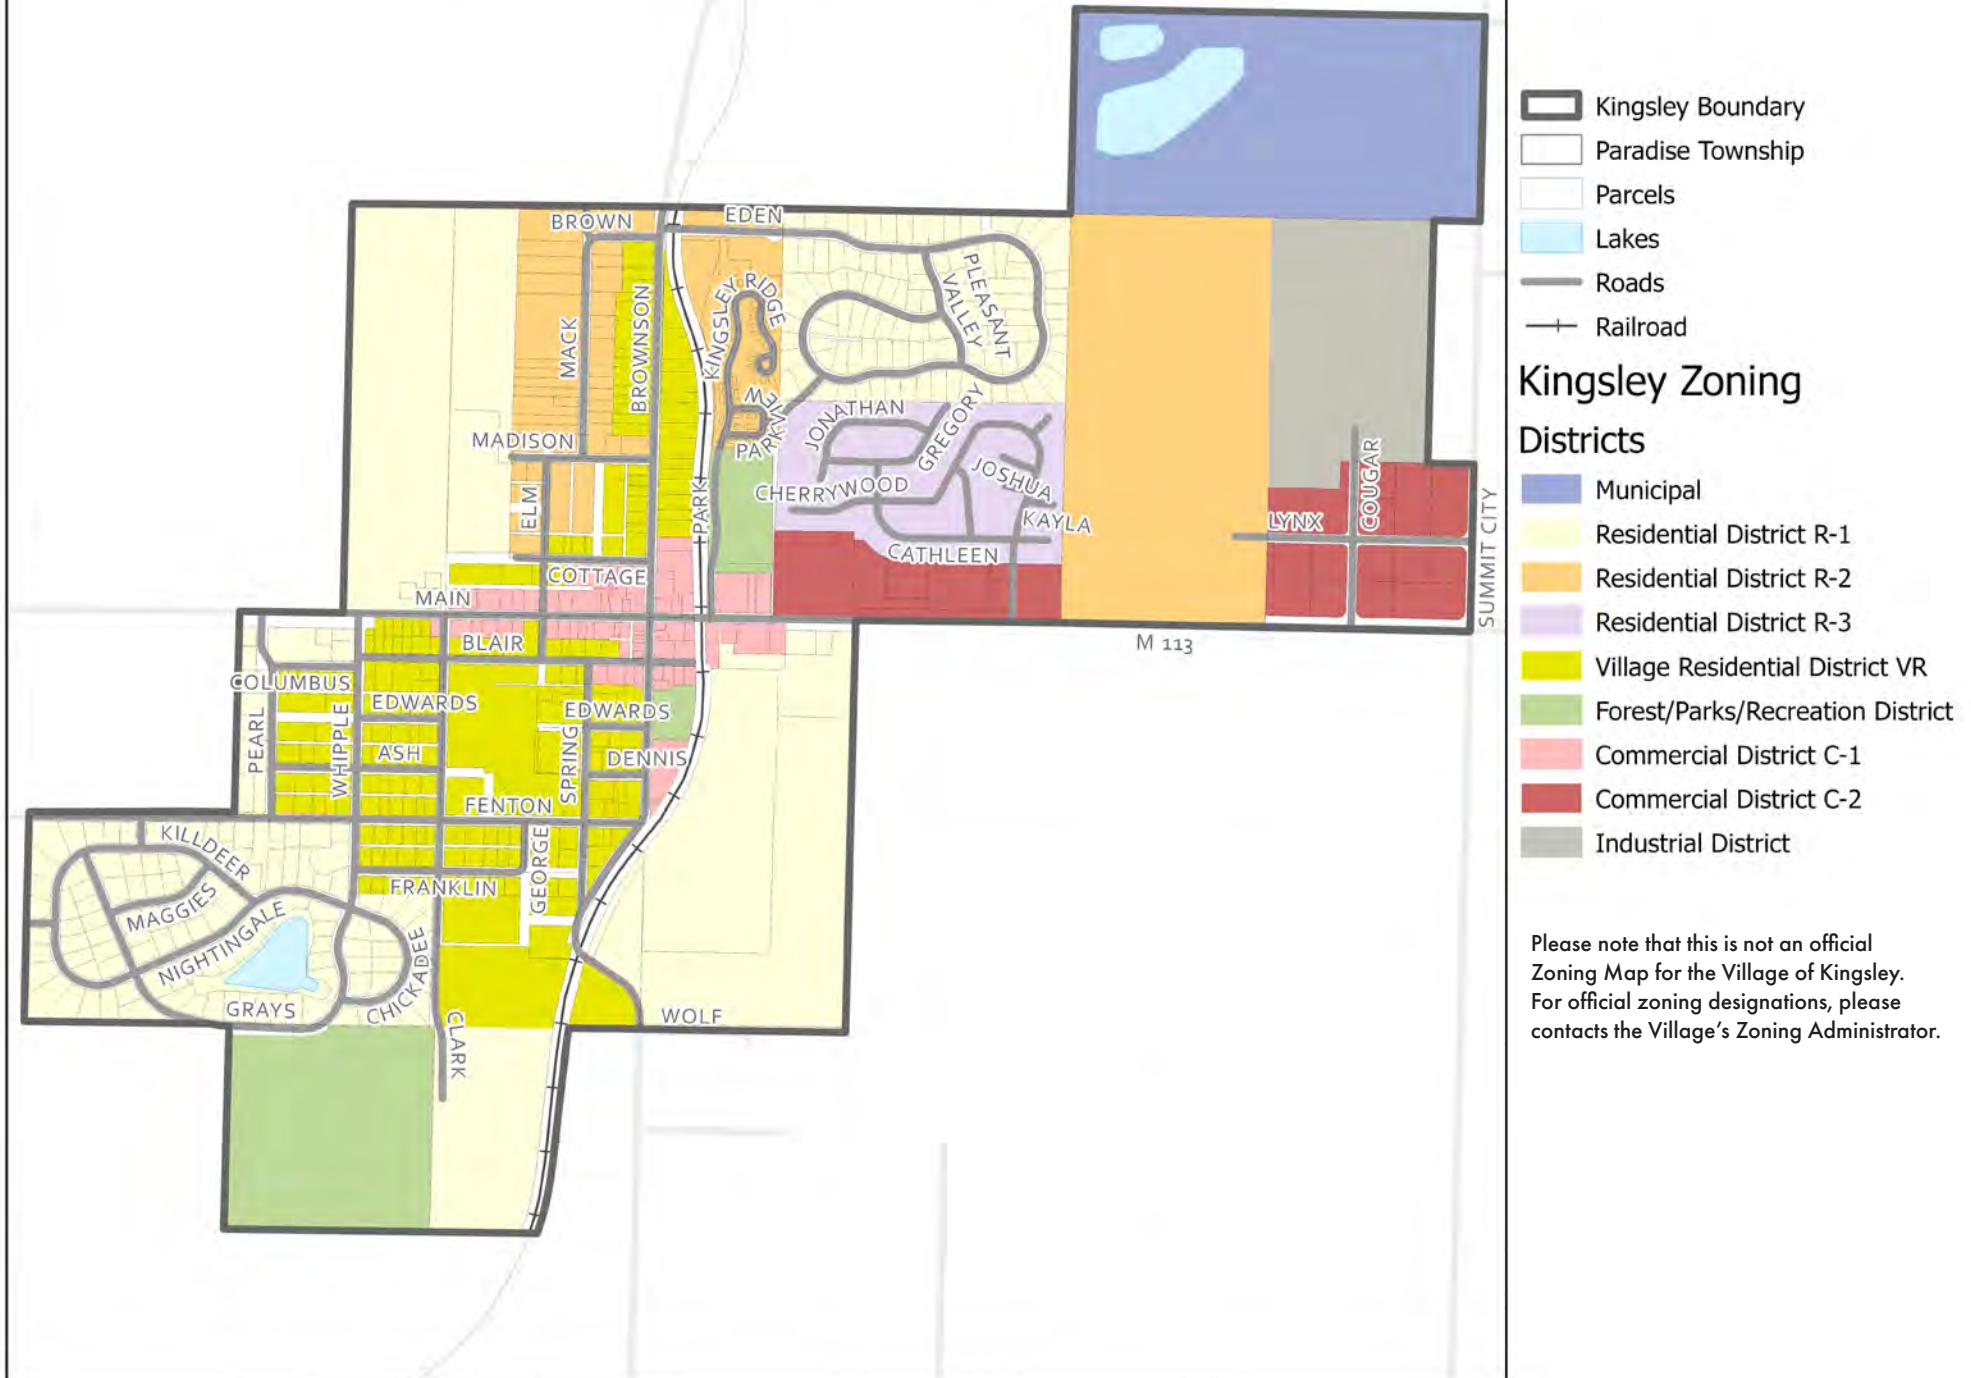 BROWN
EDEN
MACK
BROWNSON
KINGSLEY RIDGE
PLEASANT VALLEY
PARKVIEW
JONATHAN
GREGORY
MADISON
ELM
PARK
CHERRYWOOD
JOSHUA
KAYLA
CATHLEEN
LYNX
COUGAR
SUMMIT CITY
COTTAGE
MAIN
BLAIR
M 113
COLUMBUS
EDWARDS
EDWARDS
PEARL
WHIPPLE
ASH
SPRING
DENNIS
FENTON
KILLDEER
MAGGIES
NIGHTINGALE
FRANKLIN
GEORGE
GRAYS
CHICKADEE
CLARK
WOLF
Kingsley Boundary
Paradise Township
Parcels
Lakes
Roads
Railroad
Kingsley Zoning
Districts
Municipal
Residential District R-1
Residential District R-2
Residential District R-3
Village Residential District VR
Forest/Parks/Recreation District
Commercial District C-1
Commercial District C-2
Industrial District
Please note that this is not an official
Zoning Map for the Village of Kingsley.
For official zoning designations, please
contacts the Village's Zoning Administrator.